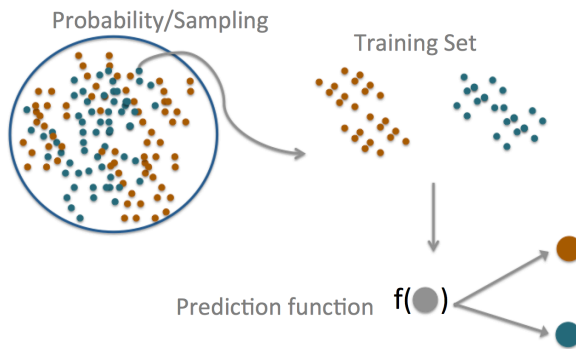 Probability/Sampling
Training Set
f( )
Prediction function